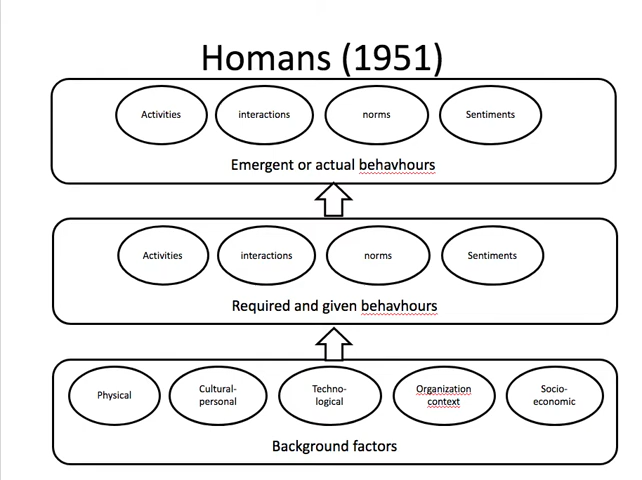 Homans (1951)
Activities
interactions
norms
Sentiments
Emergent or actual behavhours
Activities
interactions
norms
Sentiments
Required and given behavhours
Physical
Cultural-
personal
Techno-
logical
Organization
context
Socio-
economic
Background factors